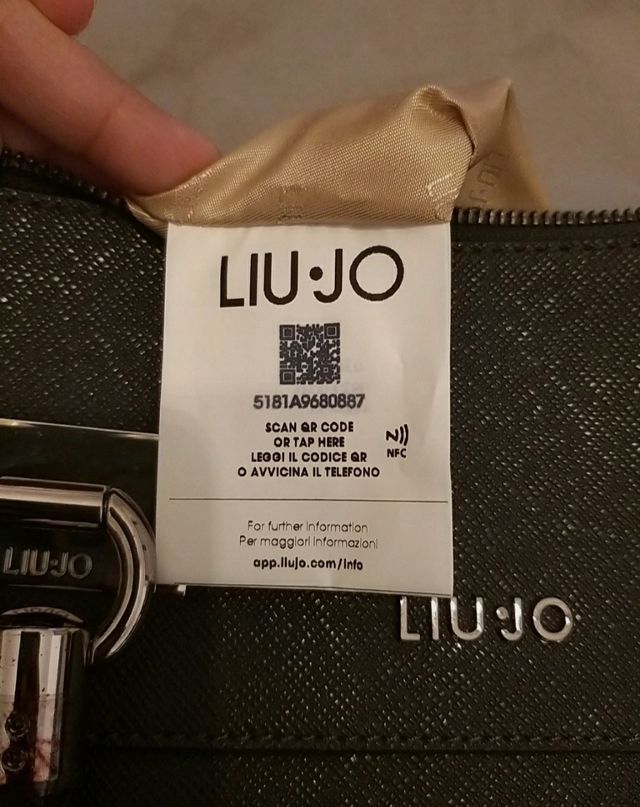 LIU·JO
5181A9680887
SCAN QR CODE
OR TAP HERE
LEGGI IL CODICE QR
O AVVICINA IL TELEFONO
NFC
For further information
Per maggiori informazioni
app.liujo.com/info
LIU·JO
LIU·JO